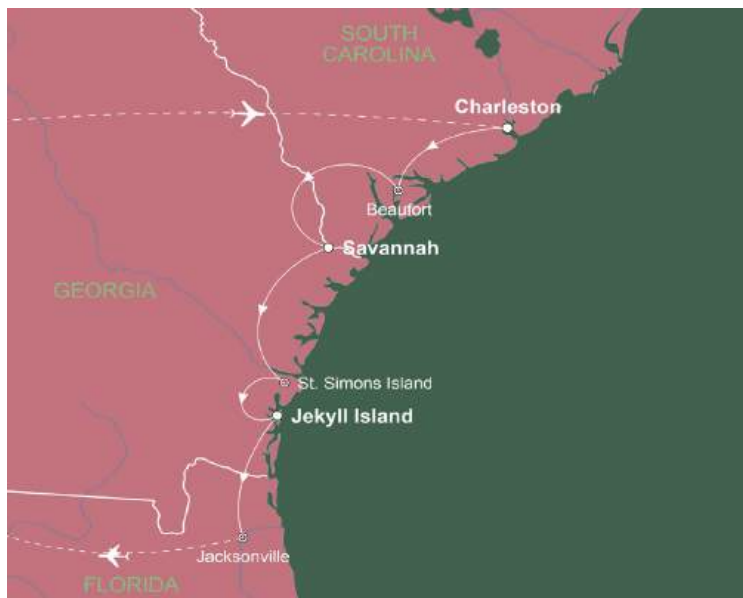 SOUTH
CAROLINA
Charleston
Beaufort
Savannah
GEORGIA
St. Simons Island
Jekyll Island
Jacksonville
FLORIDA